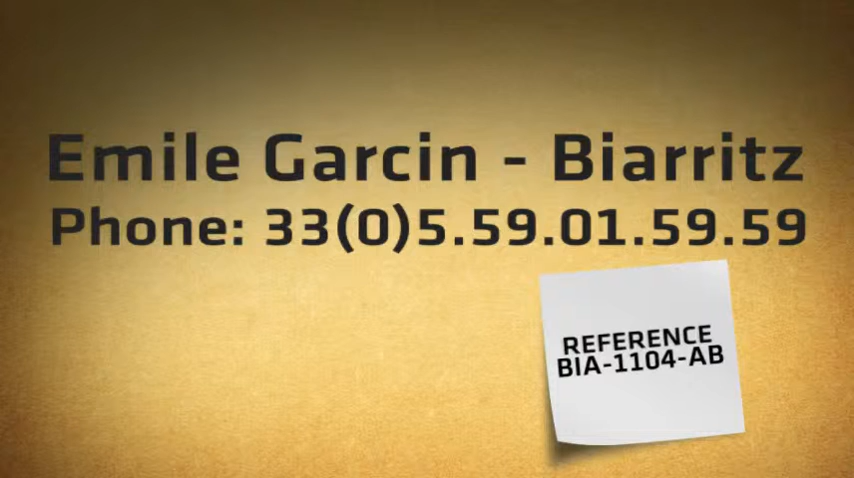 Emile Garcin - Biarritz
Phone: 33(0)5.59.01.59.59
REFERENCE
BIA-1104-AB